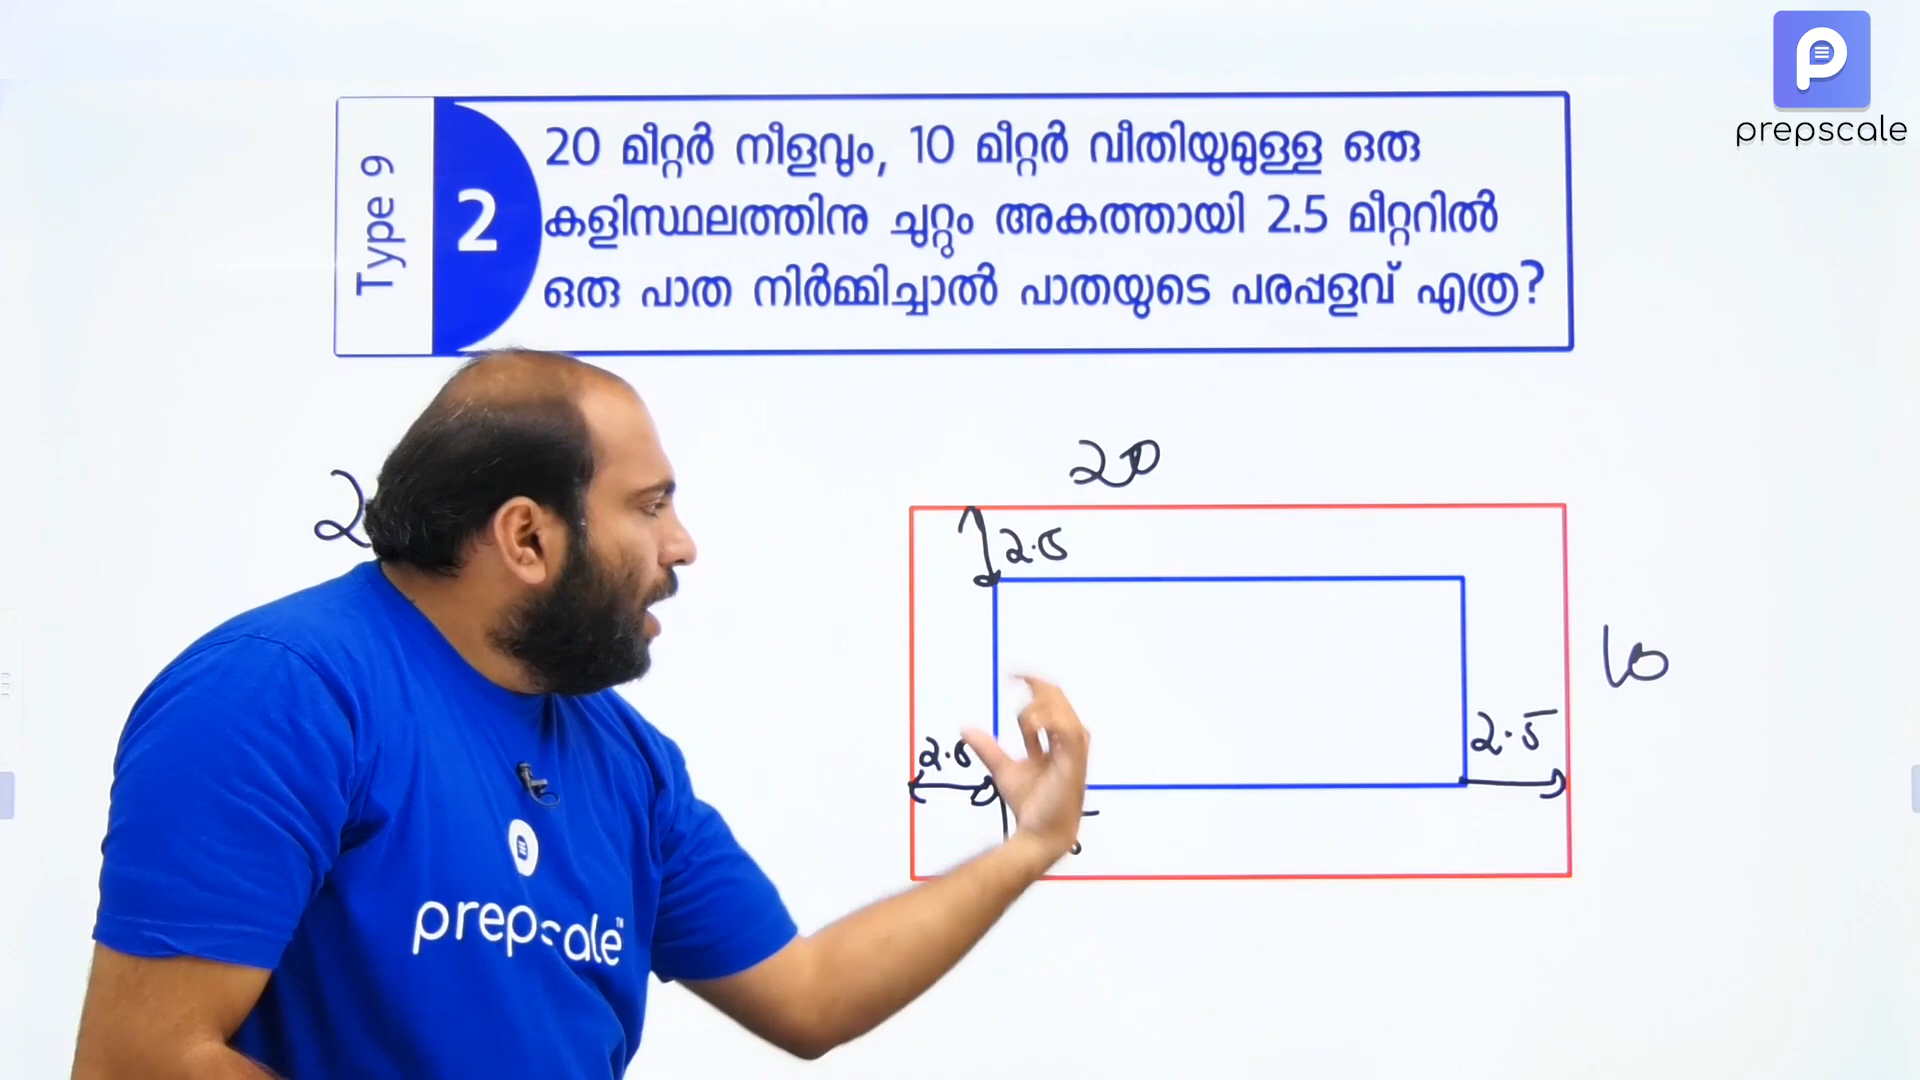 prepscale
Type 9
2
20 മീറ്റർ നീളവും, 10 മീറ്റർ വീതിയുമുള്ള ഒരു
കളിസ്ഥലത്തിനു ചുറ്റും അകത്തായി 2.5 മീറ്ററിൽ
ഒരു പാത നിർമ്മിച്ചാൽ പാതയുടെ പരപ്പളവ് എത്ര?
20
2
2.5
10
2.5
2.5
prepscale